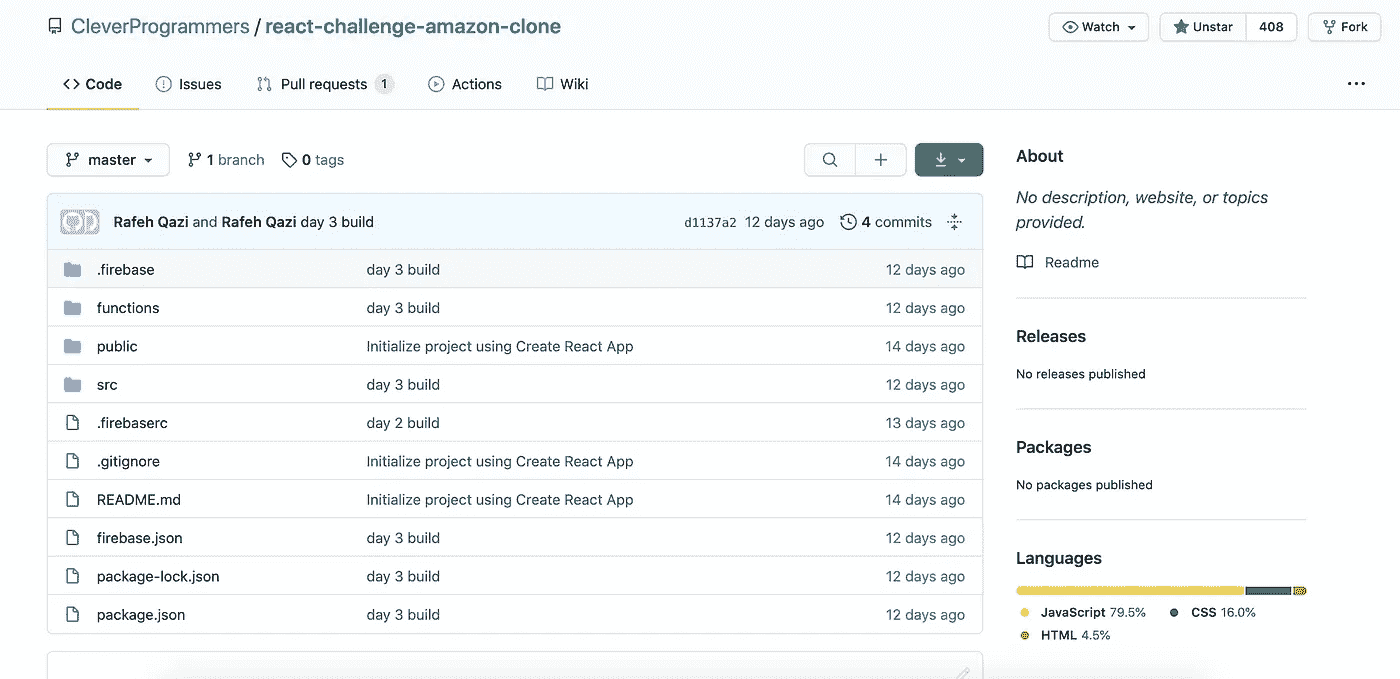 CleverProgrammers / react-challenge-amazon-clone
Watch
Unstar 408
Fork
Code
Issues
Pull requests 1
Actions
Wiki
master
1 branch
0 tags
Rafeh Qazi and Rafeh Qazi day 3 build d1137a2 12 days ago 4 commits
.firebase day 3 build 12 days ago
functions day 3 build 12 days ago
public Initialize project using Create React App 14 days ago
src day 3 build 12 days ago
.firebaserc day 2 build 13 days ago
.gitignore Initialize project using Create React App 14 days ago
README.md Initialize project using Create React App 14 days ago
firebase.json day 3 build 12 days ago
package-lock.json day 3 build 12 days ago
package.json day 3 build 12 days ago
About
No description, website, or topics
provided.
Readme
Releases
No releases published
Packages
No packages published
Languages
JavaScript 79.5% CSS 16.0%
HTML 4.5%